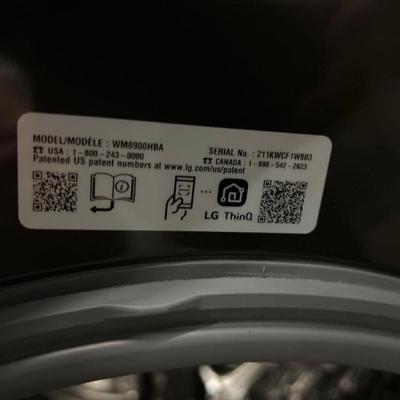 MODEL/MODÈLE : WM8900HBA
SERIAL No. : 211KWCF1W803
USA : 1-800-243-0000
CANADA : 1-888-542-2623
Patented US patent numbers at www.lg.com/us/patent
LG ThinQ